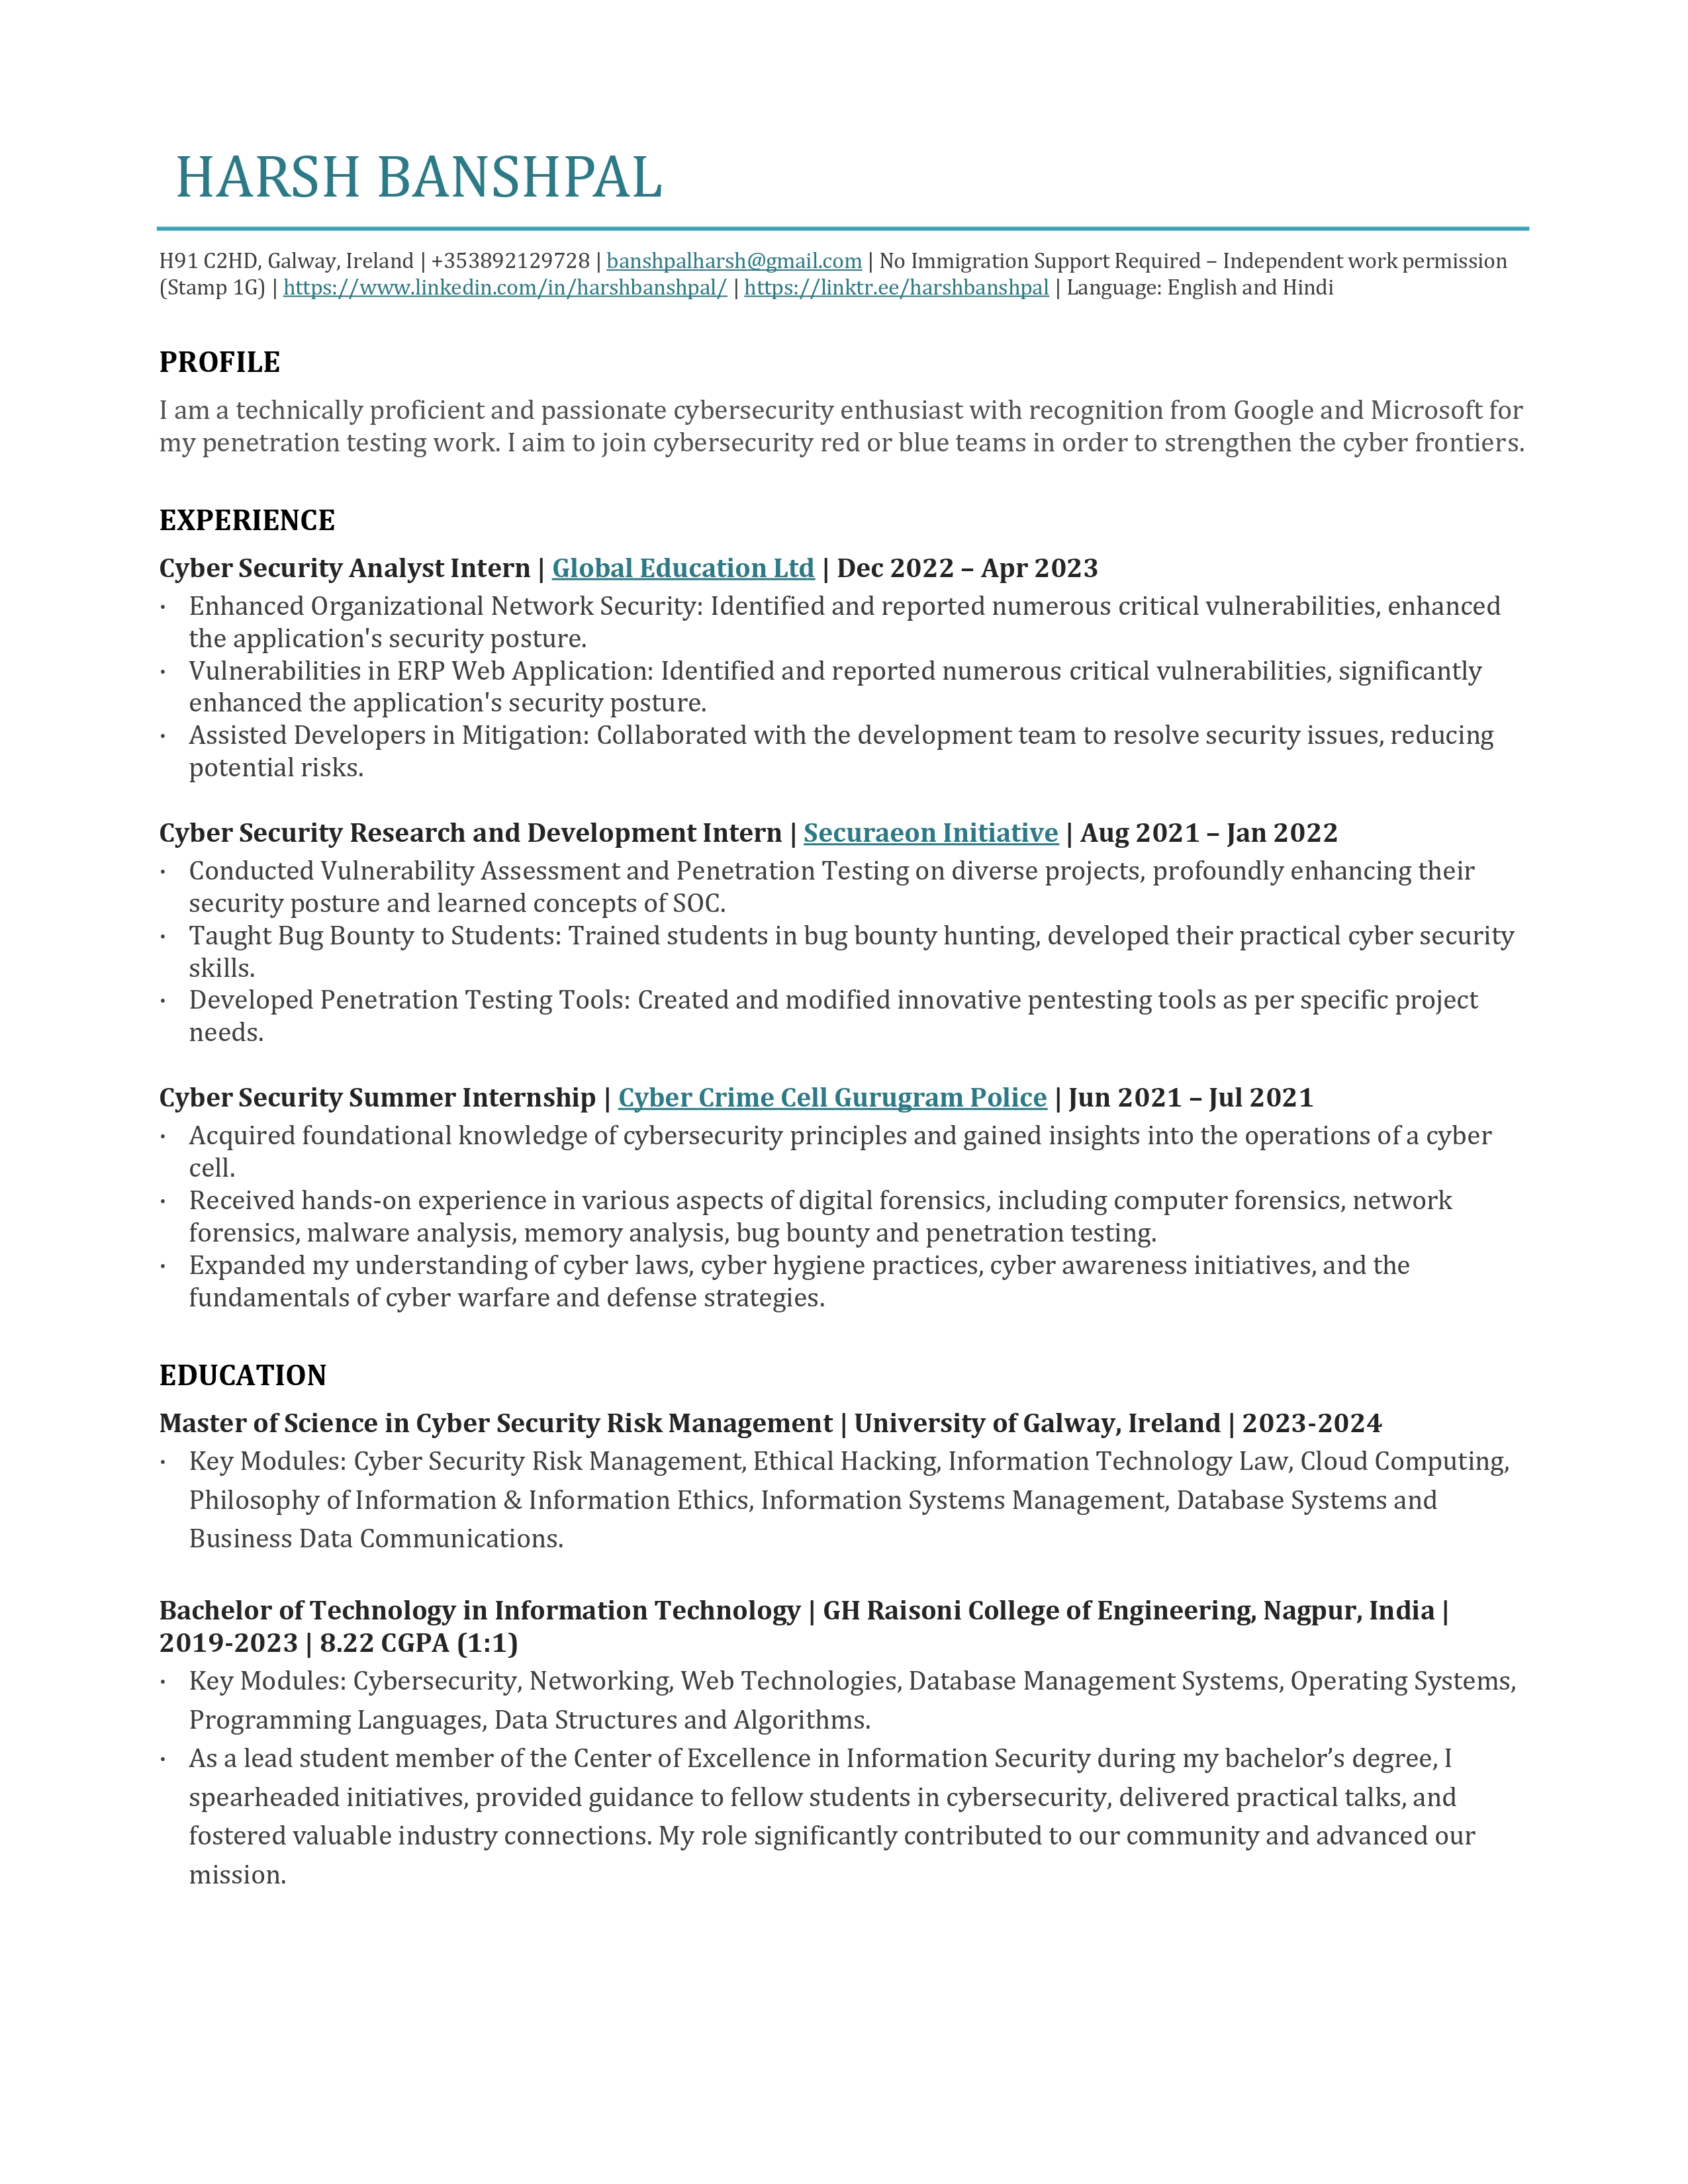 HARSH BANSHPAL
H91 C2HD, Galway, Ireland | +353892129728 | banshpalharsh@gmail.com | No Immigration Support Required – Independent work permission
(Stamp 1G) | https://www.linkedin.com/in/harshbanshpal/ | https://linktr.ee/harshbanshpal | Language: English and Hindi
PROFILE
I am a technically proficient and passionate cybersecurity enthusiast with recognition from Google and Microsoft for
my penetration testing work. I aim to join cybersecurity red or blue teams in order to strengthen the cyber frontiers.
EXPERIENCE
Cyber Security Analyst Intern | Global Education Ltd | Dec 2022 – Apr 2023
· Enhanced Organizational Network Security: Identified and reported numerous critical vulnerabilities, enhanced
the application's security posture.
· Vulnerabilities in ERP Web Application: Identified and reported numerous critical vulnerabilities, significantly
enhanced the application's security posture.
· Assisted Developers in Mitigation: Collaborated with the development team to resolve security issues, reducing
potential risks.
Cyber Security Research and Development Intern | Securaeon Initiative | Aug 2021 – Jan 2022
· Conducted Vulnerability Assessment and Penetration Testing on diverse projects, profoundly enhancing their
security posture and learned concepts of SOC.
· Taught Bug Bounty to Students: Trained students in bug bounty hunting, developed their practical cyber security
skills.
· Developed Penetration Testing Tools: Created and modified innovative pentesting tools as per specific project
needs.
Cyber Security Summer Internship | Cyber Crime Cell Gurugram Police | Jun 2021 – Jul 2021
· Acquired foundational knowledge of cybersecurity principles and gained insights into the operations of a cyber
cell.
· Received hands-on experience in various aspects of digital forensics, including computer forensics, network
forensics, malware analysis, memory analysis, bug bounty and penetration testing.
· Expanded my understanding of cyber laws, cyber hygiene practices, cyber awareness initiatives, and the
fundamentals of cyber warfare and defense strategies.
EDUCATION
Master of Science in Cyber Security Risk Management | University of Galway, Ireland | 2023-2024
· Key Modules: Cyber Security Risk Management, Ethical Hacking, Information Technology Law, Cloud Computing,
Philosophy of Information & Information Ethics, Information Systems Management, Database Systems and
Business Data Communications.
Bachelor of Technology in Information Technology | GH Raisoni College of Engineering, Nagpur, India |
2019-2023 | 8.22 CGPA (1:1)
· Key Modules: Cybersecurity, Networking, Web Technologies, Database Management Systems, Operating Systems,
Programming Languages, Data Structures and Algorithms.
· As a lead student member of the Center of Excellence in Information Security during my bachelor’s degree, I
spearheaded initiatives, provided guidance to fellow students in cybersecurity, delivered practical talks, and
fostered valuable industry connections. My role significantly contributed to our community and advanced our
mission.